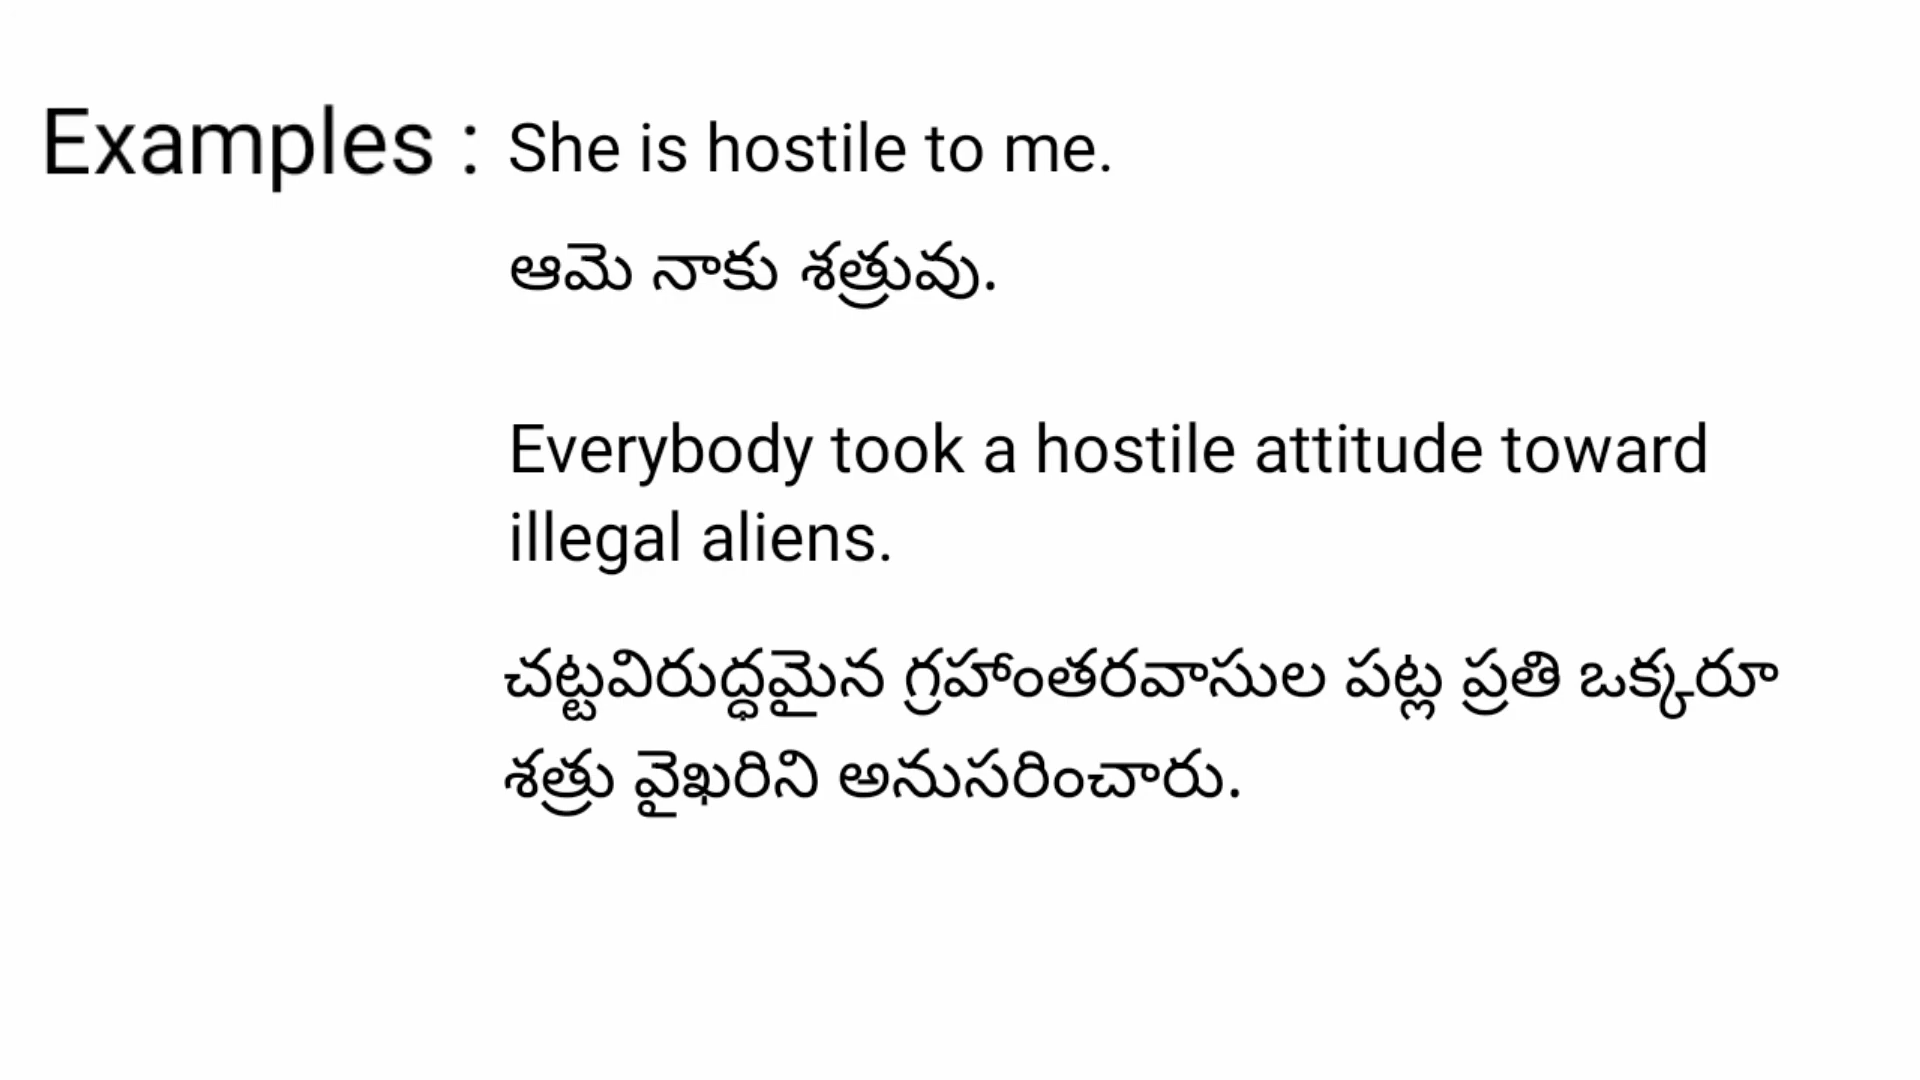 Examples : She is hostile to me.
ఆమె నాకు శత్రువు.
Everybody took a hostile attitude toward
illegal aliens.
చట్టవిరుద్ధమైన గ్రహాంతరవాసుల పట్ల ప్రతి ఒక్కరూ
శత్రు వైఖరిని అనుసరించారు.